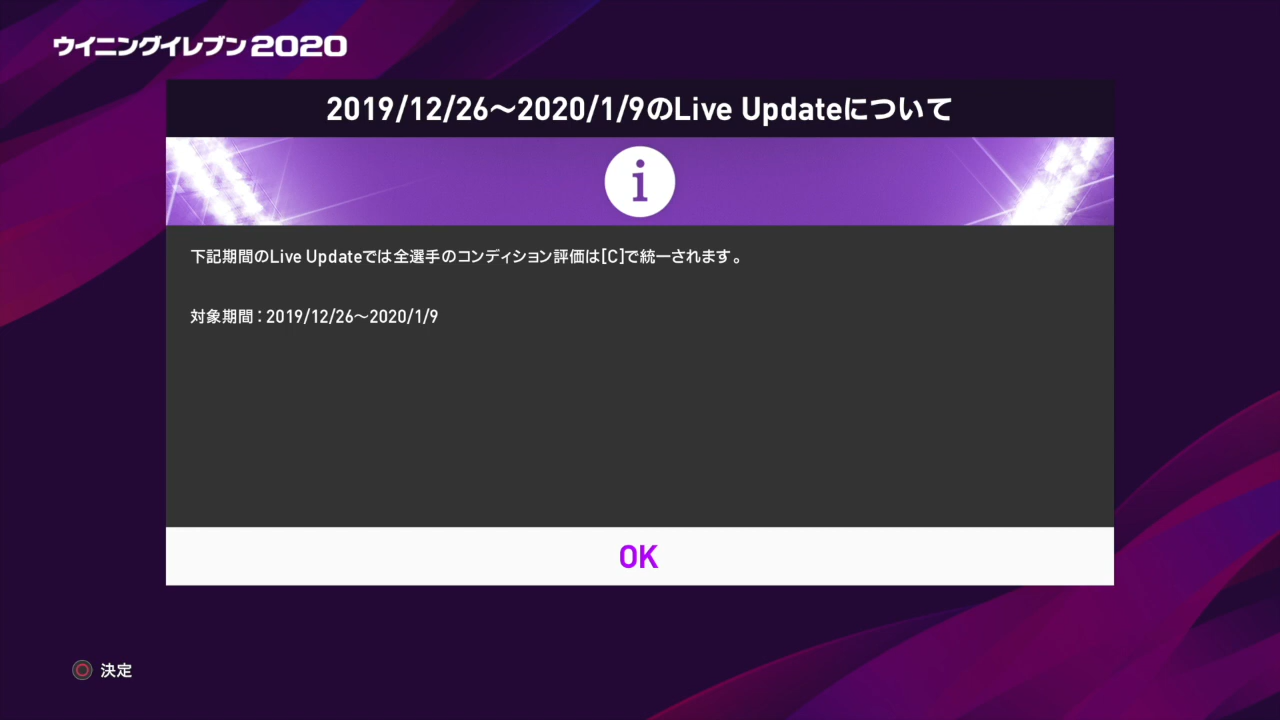 ウイニングイレブン 2020
2019/12/26～2020/1/9のLive Updateについて
i
下記期間のLive Updateでは全選手のコンディション評価は[C]で統一されます。
対象期間：2019/12/26～2020/1/9
OK
決定